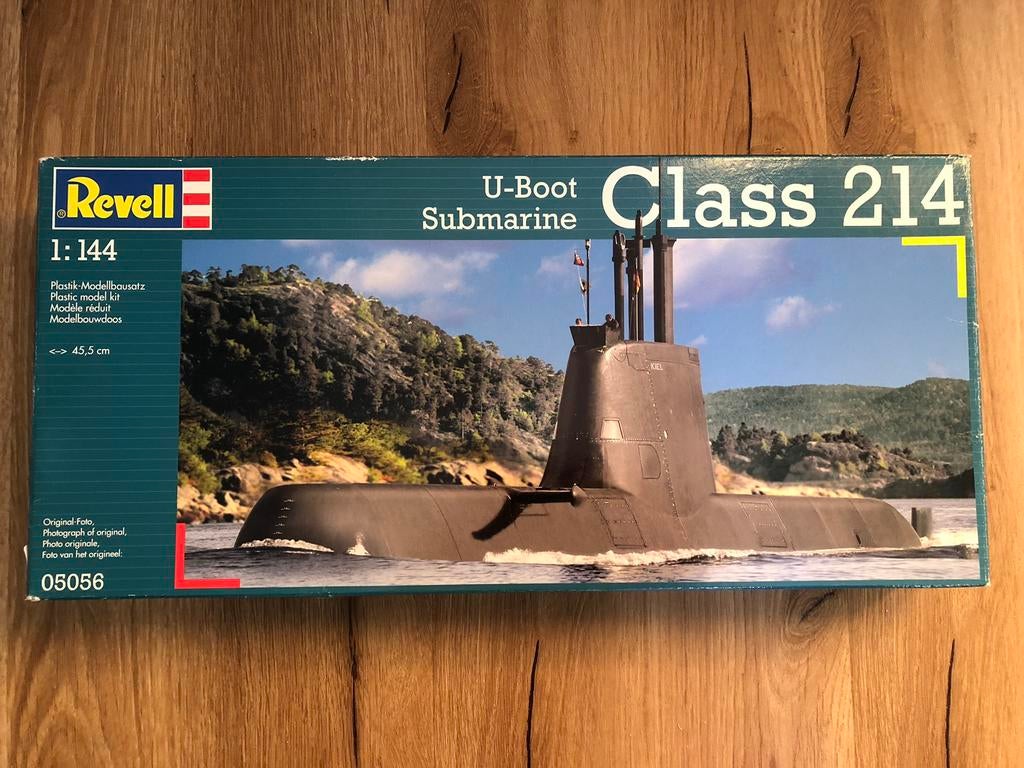 ® Revell
U-Boot
Submarine
Class 214
1:144
Plastik-Modellbausatz
Plastic model kit
Modèle réduit
Modelbouwdoos
<-> 45,5 cm
KIEL
Original-Foto,
Photograph of original,
Photo originale,
Foto van het origineel:
05056